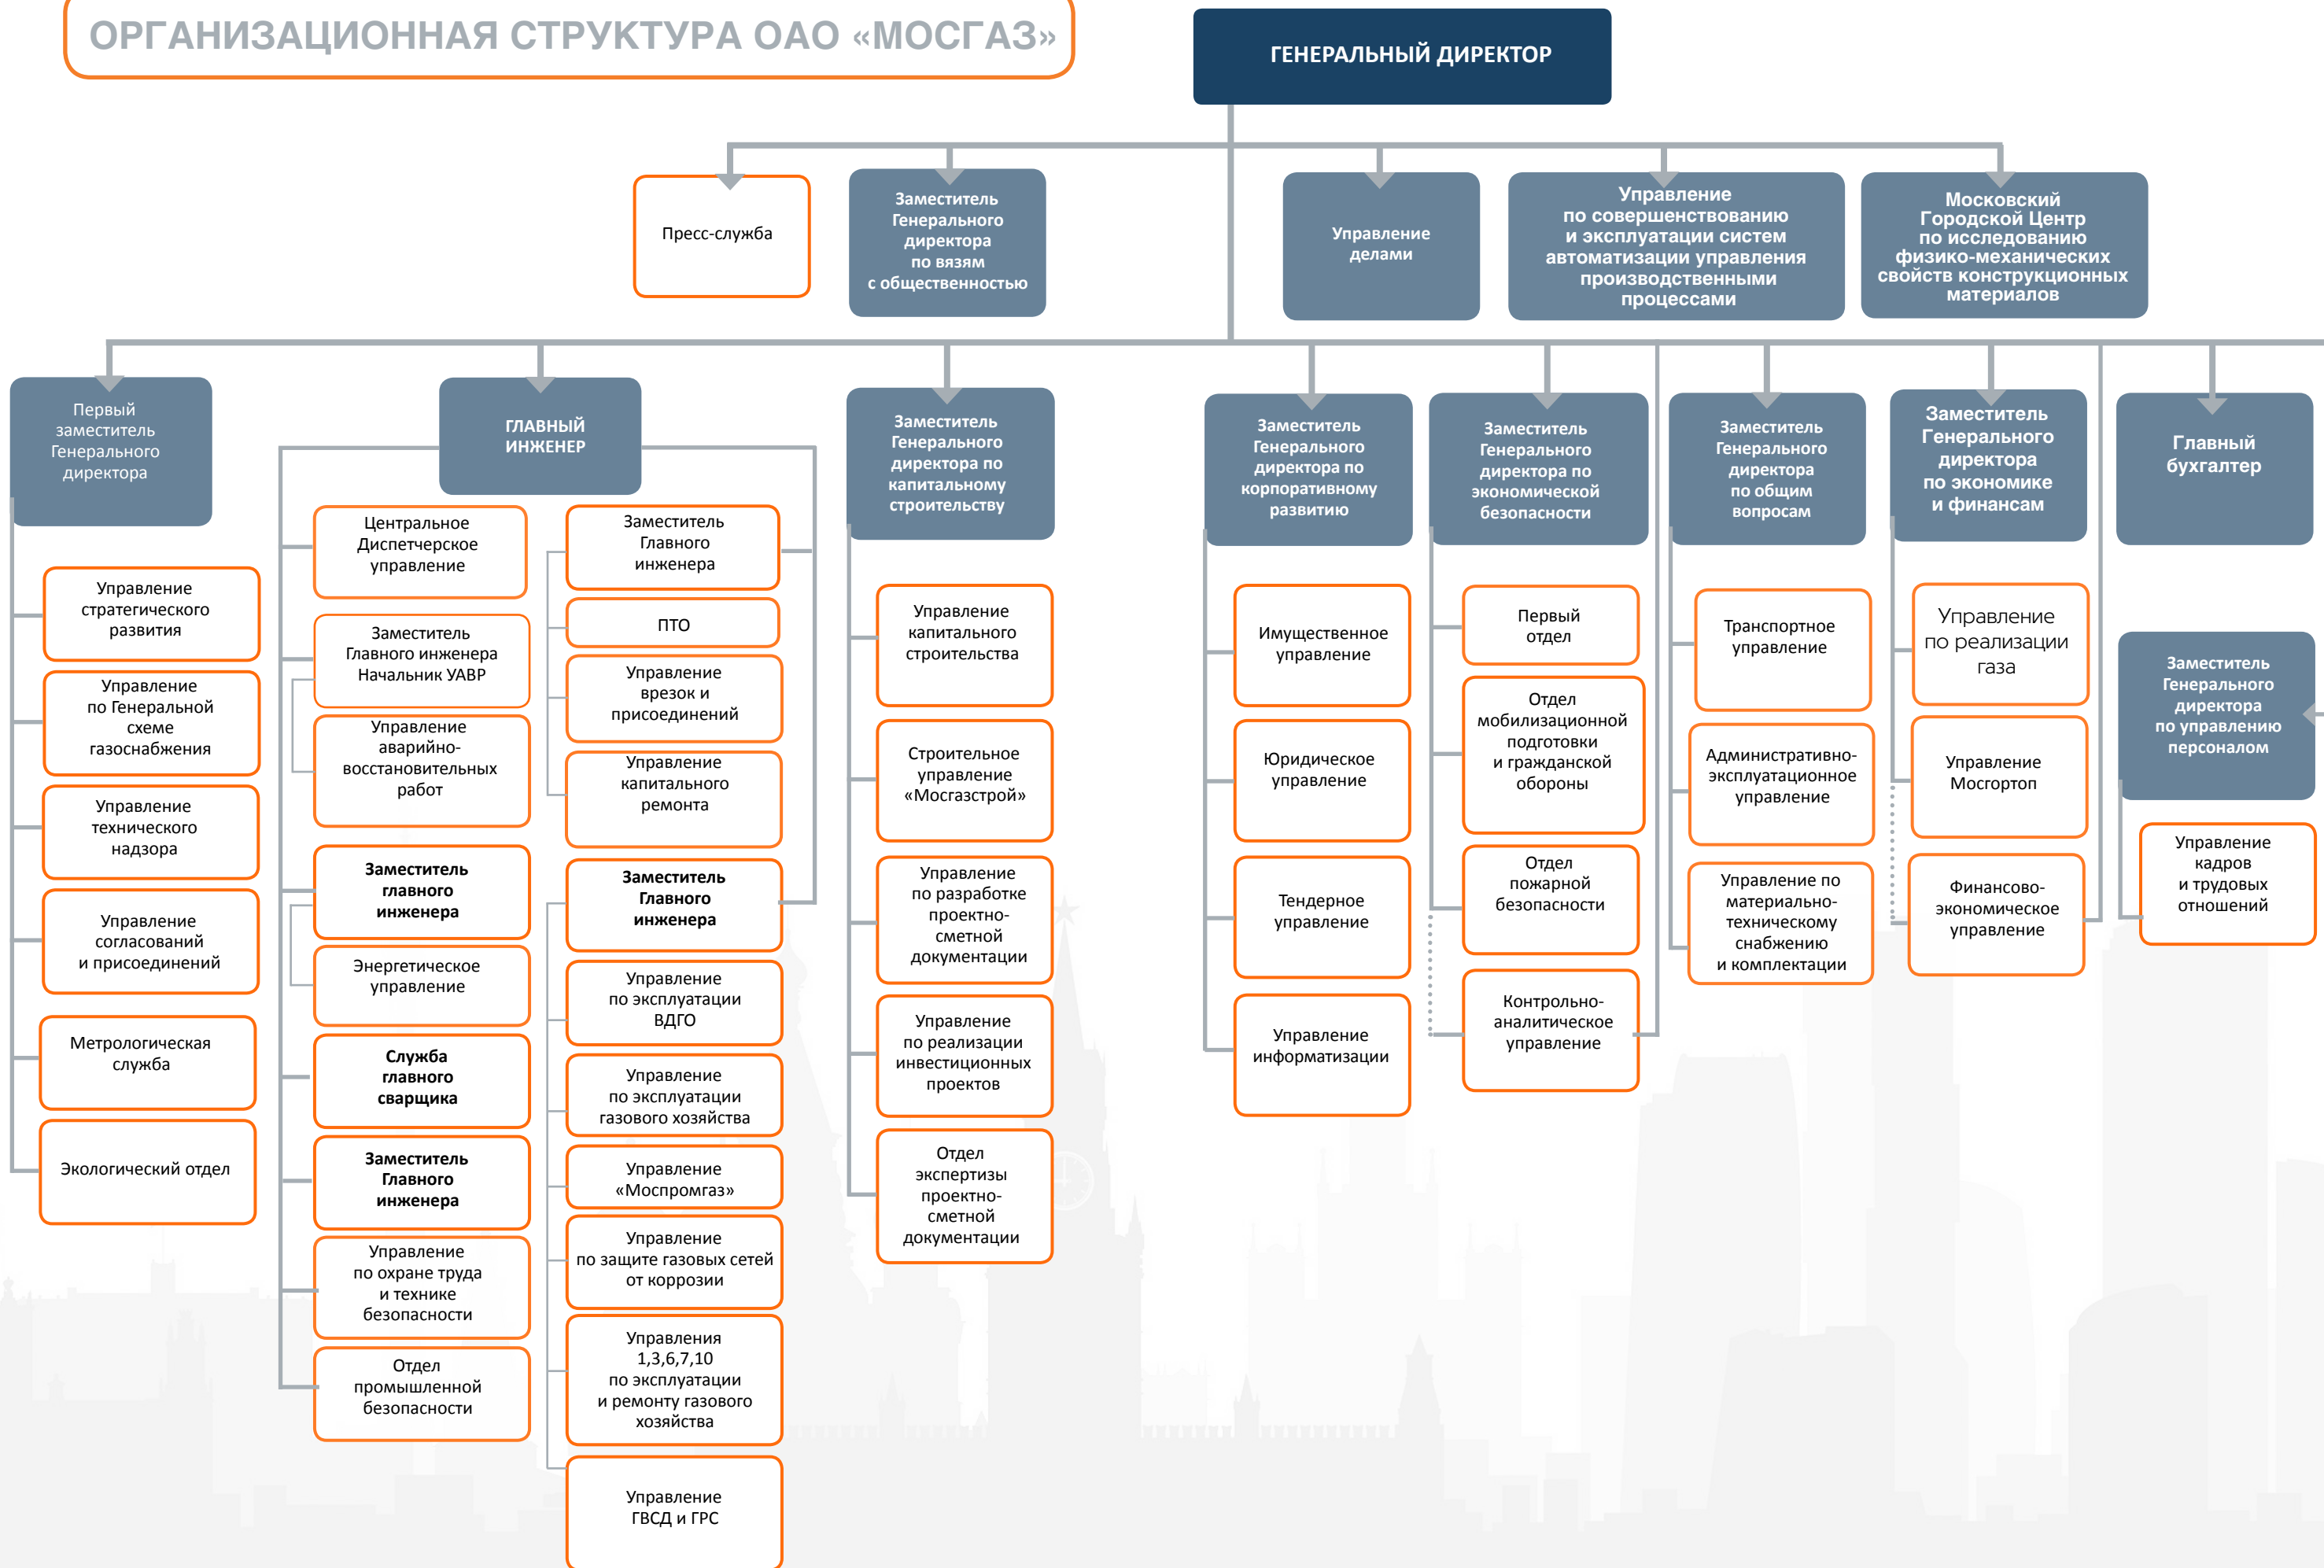 ОРГАНИЗАЦИОННАЯ СТРУКТУРА ОАО «МОСГАЗ»
ГЕНЕРАЛЬНЫЙ ДИРЕКТОР
Пресс-служба
Заместитель
Генерального
директора
по вязям
с общественностью
Управление
делами
Управление
по совершенствованию
и эксплуатации систем
автоматизации управления
производственными
процессами
Московский
Городской Центр
по исследованию
физико-механических
свойств конструкционных
материалов
Первый
заместитель
Генерального
директора
Управление
стратегического
развития
Управление
по Генеральной
схеме
газоснабжения
Управление
технического
надзора
Управление
согласований
и присоединений
Метрологическая
служба
Экологический отдел
ГЛАВНЫЙ
ИНЖЕНЕР
Центральное
Диспетчерское
управление
Заместитель
Главного инженера
Начальник УАВР
Управление
аварийно-
восстановительных
работ
Заместитель
главного
инженера
Энергетическое
управление
Служба
главного
сварщика
Заместитель
Главного
инженера
Управление
по охране труда
и технике
безопасности
Отдел
промышленной
безопасности
Заместитель
Главного
инженера
ПТО
Управление
врезок и
присоединений
Управление
капитального
ремонта
Заместитель
Главного
инженера
Управление
по эксплуатации
ВДГО
Управление
по эксплуатации
газового хозяйства
Управление
«Моспромгаз»
Управление
по защите газовых сетей
от коррозии
Управления
1,3,6,7,10
по эксплуатации
и ремонту газового
хозяйства
Управление
ГВСД и ГРС
Заместитель
Генерального
директора по
капитальному
строительству
Управление
капитального
строительства
Строительное
управление
«Мосгазстрой»
Управление
по разработке
проектно-
сметной
документации
Управление
по реализации
инвестиционных
проектов
Отдел
экспертизы
проектно-
сметной
документации
Заместитель
Генерального
директора по
корпоративному
развитию
Имущественное
управление
Юридическое
управление
Тендерное
управление
Управление
информатизации
Заместитель
Генерального
директора по
экономической
безопасности
Первый
отдел
Отдел
мобилизационной
подготовки
и гражданской
обороны
Отдел
пожарной
безопасности
Контрольно-
аналитическое
управление
Заместитель
Генерального
директора
по общим
вопросам
Транспортное
управление
Административно-
эксплуатационное
управление
Управление по
материально-
техническому
снабжению
и комплектации
Заместитель
Генерального
директора
по экономике
и финансам
Управление
по реализации
газа
Управление
Мосгортоп
Финансово-
экономическое
управление
Главный
бухгалтер
Заместитель
Генерального
директора
по управлению
персоналом
Управление
кадров
и трудовых
отношений